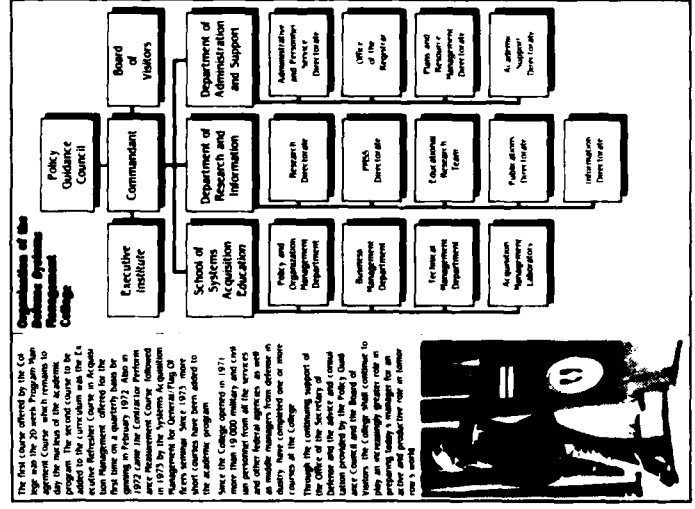 The first course offered by the Col
lege was the 20-week Program Man
agement Course which remains to
day the nucleus of the academic
program The second course to be
added to the curriculum was the Ex
ecutive Refresher Course in Acquisi
tion Management offered for the
first time on a quarterly basis be
ginning in February 1972 Also in
1972 came the Contractor Perform
ance Measurement Course followed
in 1973 by the Systems Acquisition
Management for General/Flag Of
ficers seminar Since 1973 more
short courses have been added to
the academic program
Since the College opened in 1971
more than 19,000 military and civil
ian personnel from all the services
and other federal agencies as well
as middle managers from defense in
dustry have completed one or more
courses at the College
Through the continuing support of
the Office of the Secretary of
Defense and the advice and consul
tation provided by the Policy Guid
ance Council and the Board of
Visitors the College shall continue to
play an increasingly greater role in
preparing today's manager for an
active and productive role in tomor
row's world
Organization of the
Defense Systems
Management
College
Policy
Guidance
Council
Executive
Institute
Commandant
Board
of
Visitors
School of
Systems
Acquisition
Education
Department of
Research and
Information
Department of
Administration
and Support
Policy and
Organization
Management
Department
Research
Directorate
Administrative
and Personnel
Service
Directorate
Business
Management
Department
PMSS
Directorate
Office
of the
Registrar
Technical
Management
Department
Educational
Research
Team
Plans and
Resource
Management
Directorate
Acquisition
Management
Laboratory
Publications
Directorate
Academic
Support
Directorate
Information
Directorate